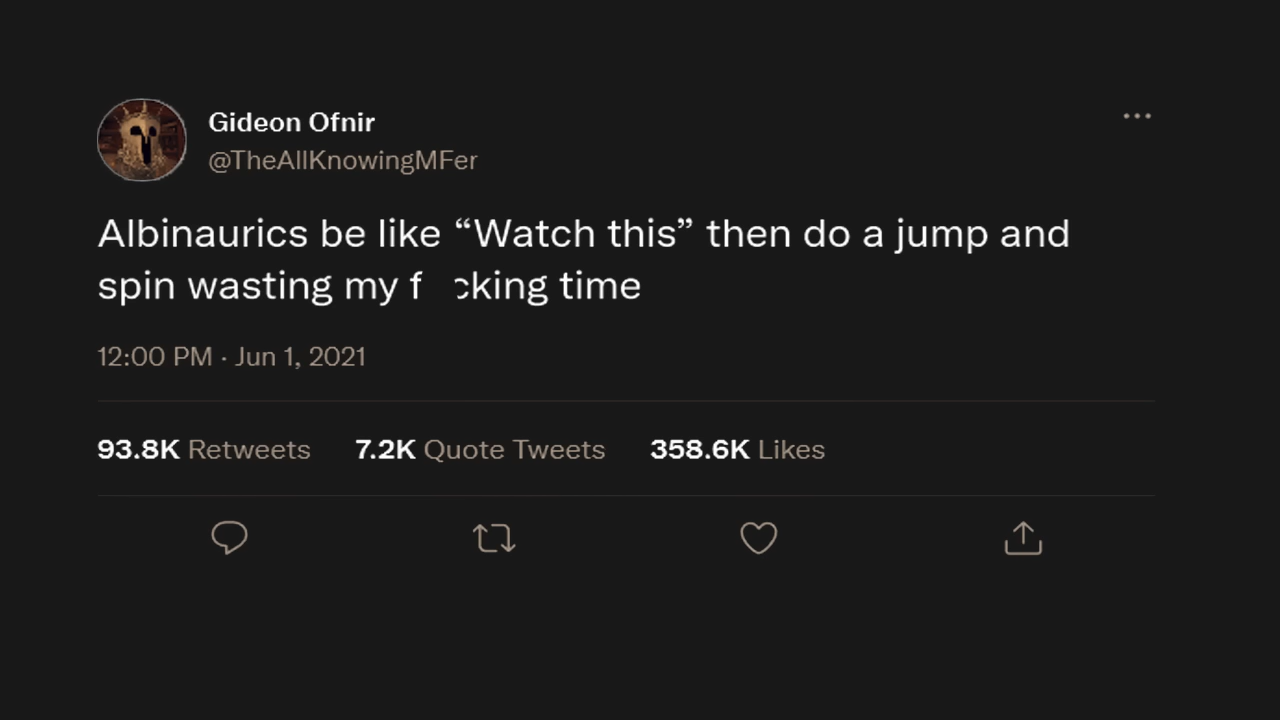 Gideon Ofnir
@TheAllKnowingMFer
Albinaurics be like “Watch this” then do a jump and
spin wasting my f cking time
12:00 PM · Jun 1, 2021
93.8K Retweets 7.2K Quote Tweets 358.6K Likes